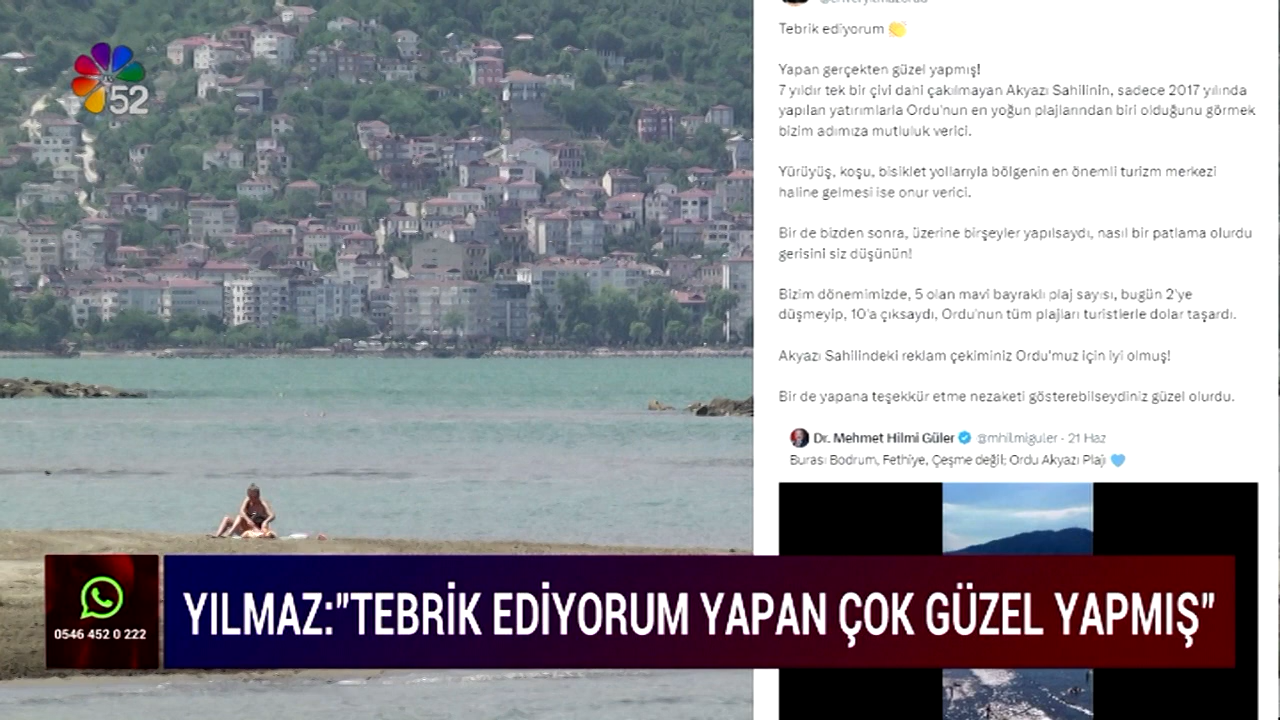 52
Tebrik ediyorum 👏
Yapan gerçekten güzel yapmış!
7 yıldır tek bir çivi dahi çakılmayan Akyazı Sahilinin, sadece 2017 yılında
yapılan yatırımlarla Ordu'nun en yoğun plajlarından biri olduğunu görmek
bizim adımıza mutluluk verici.
Yürüyüş, koşu, bisiklet yollarıyla bölgenin en önemli turizm merkezi
haline gelmesi ise onur verici.
Bir de bizden sonra, üzerine birşeyler yapılsaydı, nasıl bir patlama olurdu
gerisini siz düşünün!
Bizim dönemimizde, 5 olan mavi bayraklı plaj sayısı, bugün 2'ye
düşmeyip, 10'a çıksaydı, Ordu'nun tüm plajları turistlerle dolar taşardı.
Akyazı Sahilindeki reklam çekiminiz Ordu'muz için iyi olmuş!
Bir de yapana teşekkür etme nezaketi gösterebilseydiniz güzel olurdu.
Dr. Mehmet Hilmi Güler @mhilmiguler · 21 Haz
Burası Bodrum, Fethiye, Çeşme değil; Ordu Akyazı Plajı 💙
YILMAZ:"TEBRİK EDİYORUM YAPAN ÇOK GÜZEL YAPMIŞ"
0546 452 0 222